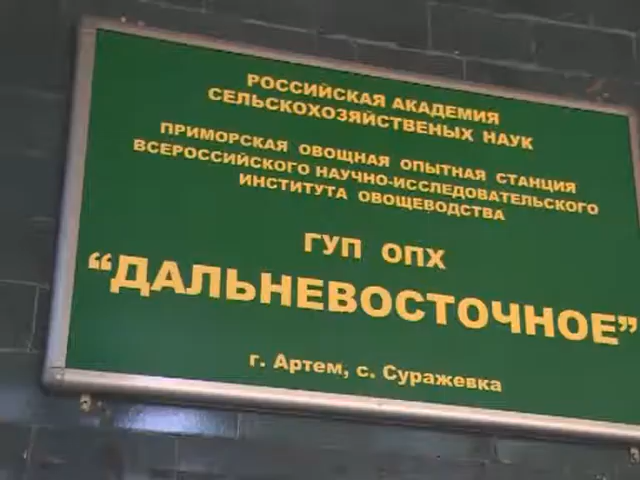 РОССИЙСКАЯ АКАДЕМИЯ
СЕЛЬСКОХОЗЯЙСТВЕНЫХ НАУК
ПРИМОРСКАЯ ОВОЩНАЯ ОПЫТНАЯ СТАНЦИЯ
ВСЕРОССИЙСКОГО НАУЧНО-ИССЛЕДОВАТЕЛЬСКОГО
ИНСТИТУТА ОВОЩЕВОДСТВА
ГУП ОПХ
“ДАЛЬНЕВОСТОЧНОЕ”
г. Артем, с. Суражевка